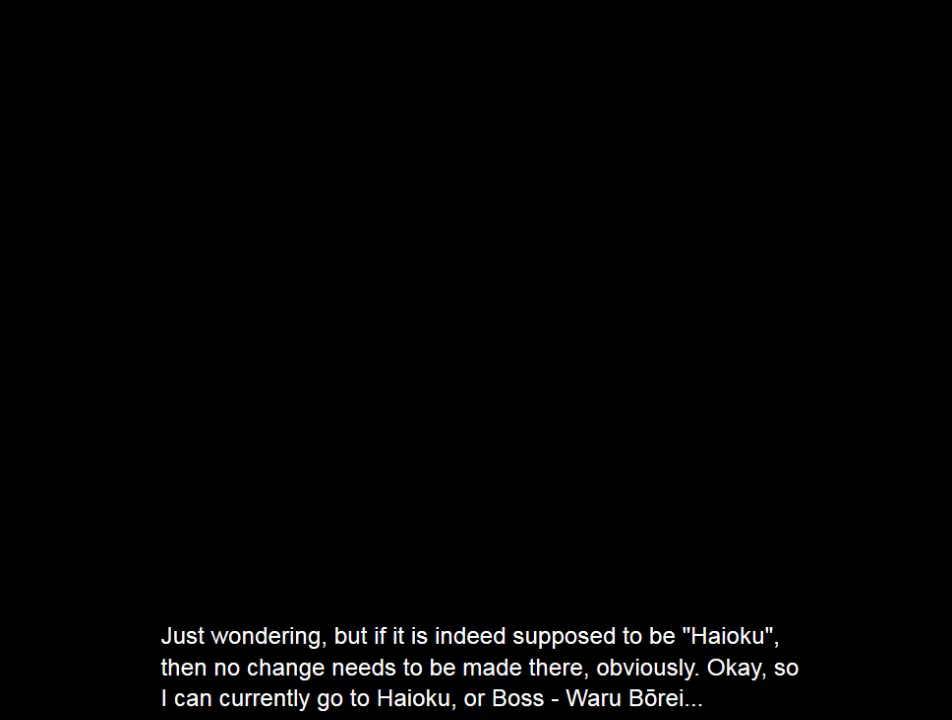 Just wondering, but if it is indeed supposed to be "Haioku",
then no change needs to be made there, obviously. Okay, so
I can currently go to Haioku, or Boss - Waru Bōrei...